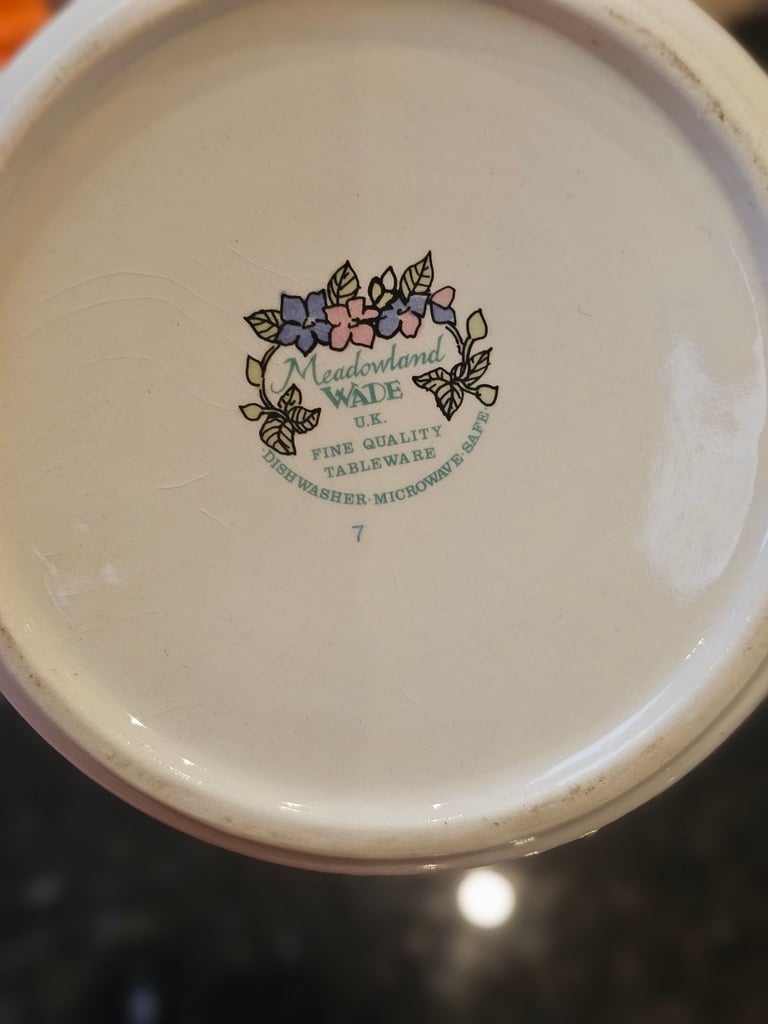 Meadowland
WADE
U.K.
FINE QUALITY
TABLEWARE
·DISHWASHER·MICROWAVE·SAFE·
7